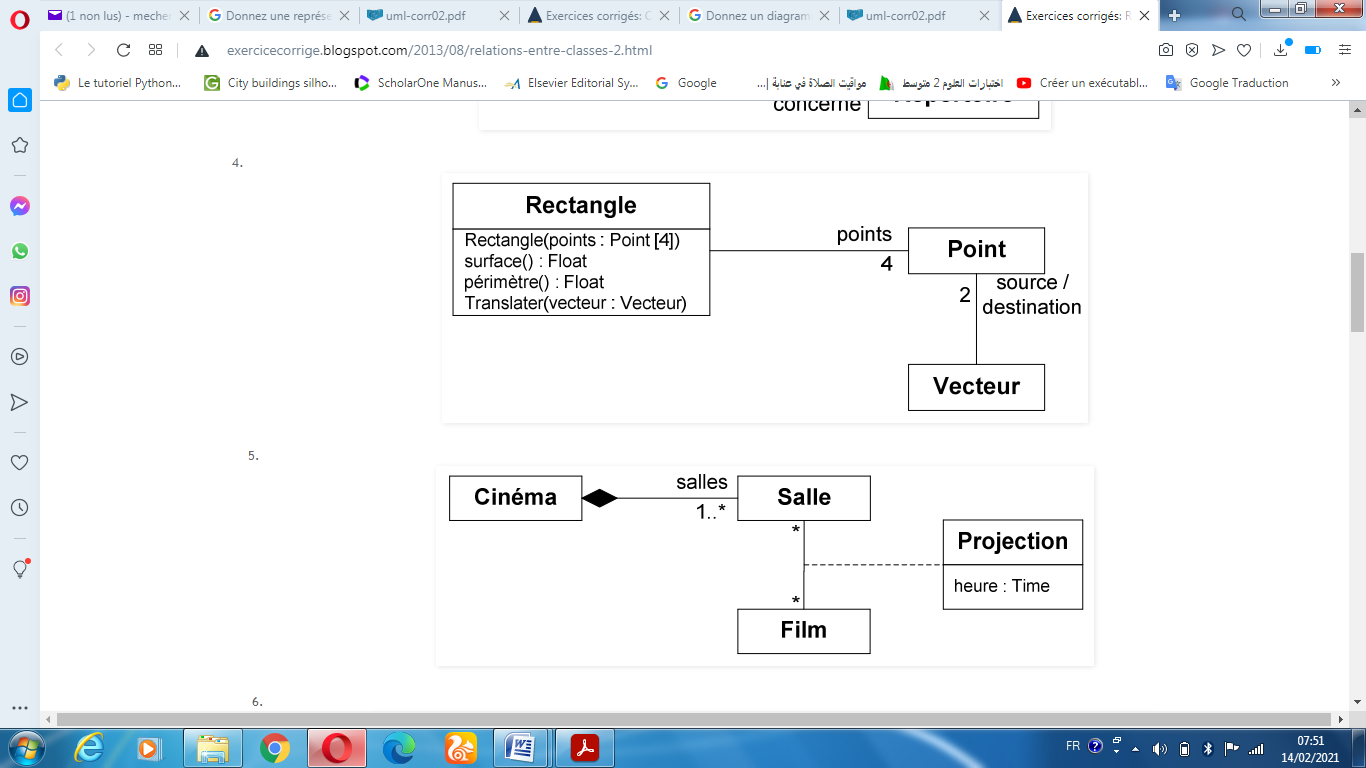 (1 non lus) - mecher
Donnez une représe
uml-corr02.pdf
Exercices corrigés: C
Donnez un diagram
uml-corr02.pdf
Exercices corrigés: R
exercicecorrige.blogspot.com/2013/08/relations-entre-classes-2.html
Le tutoriel Python...
City buildings silho...
ScholarOne Manus...
Elsevier Editorial Sy...
Google
مواقيت الصلاة في عنابة |...
اختبارات العلوم 2 متوسط
Créer un exécutabl...
Google Traduction
»
concerne
Répertoire
4.
Rectangle
Rectangle(points : Point [4])
surface() : Float
périmètre() : Float
Translater(vecteur : Vecteur)
points
4
Point
2
source /
destination
Vecteur
5.
Cinéma
salles
1..*
Salle
*
Projection
heure : Time
*
Film
6.
FR
07:51
14/02/2021